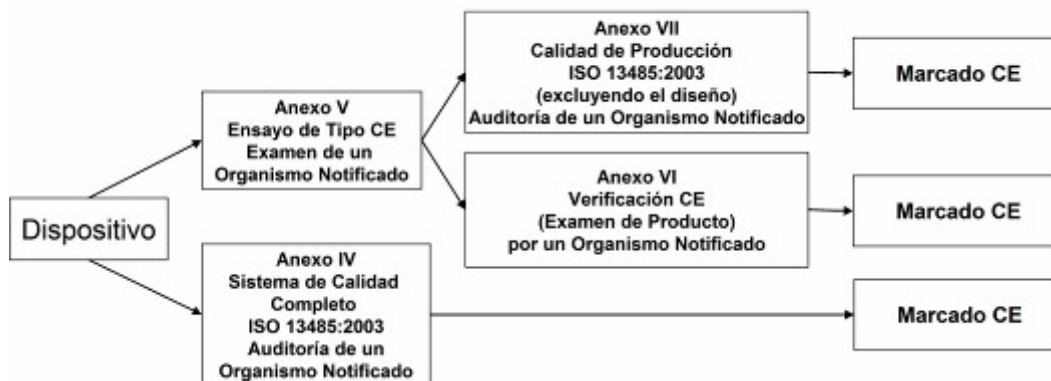 Dispositivo
Anexo V
Ensayo de Tipo CE
Examen de un
Organismo Notificado
Anexo IV
Sistema de Calidad
Completo
ISO 13485:2003
Auditoría de un
Organismo Notificado
Anexo VII
Calidad de Producción
ISO 13485:2003
(excluyendo el diseño)
Auditoría de un Organismo Notificado
Anexo VI
Verificación CE
(Examen de Producto)
por un Organismo Notificado
Marcado CE
Marcado CE
Marcado CE